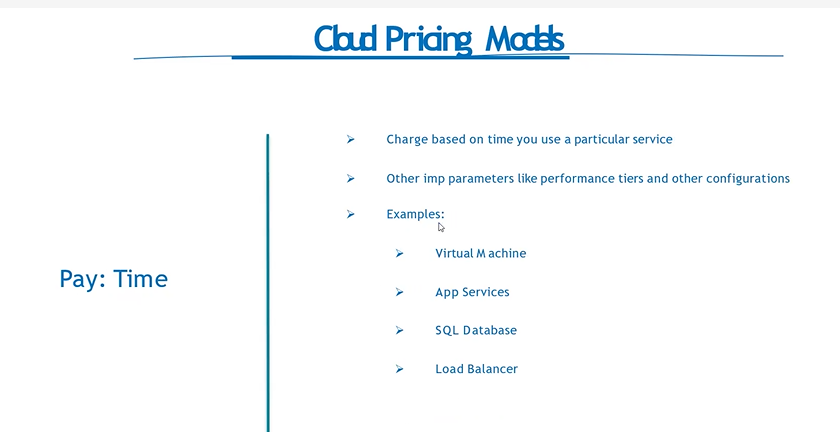 Cloud Pricing Models
Charge based on time you use a particular service
Other imp parameters like performance tiers and other configurations
Examples:
Virtual Machine
Pay: Time
App Services
SQL Database
Load Balancer